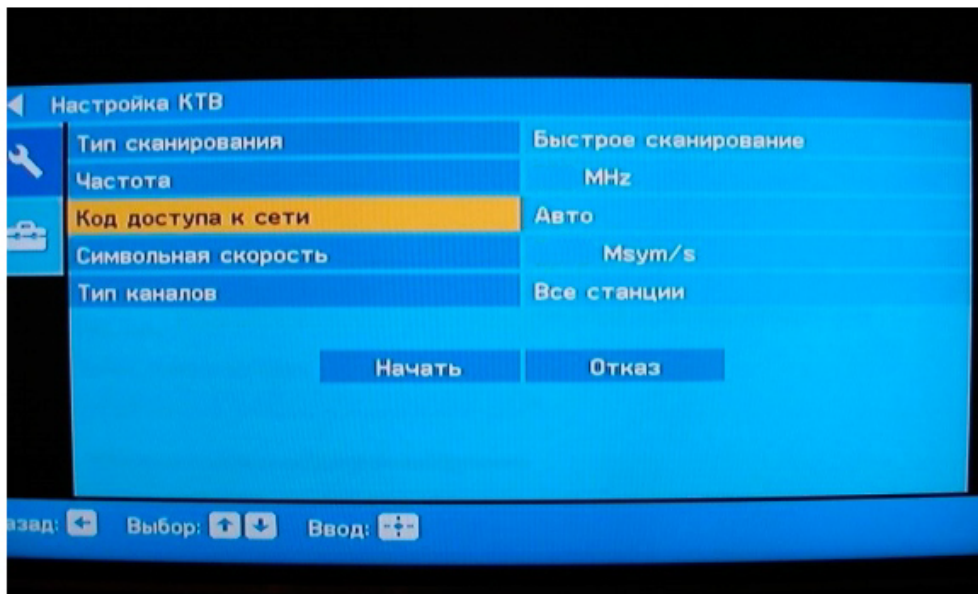 Настройка КТВ
Тип сканирования Быстрое сканирование
Частота MHz
Код доступа к сети Авто
Символьная скорость Msym/s
Тип каналов Все станции
Начать Отказ
азад: Выбор: Ввод: